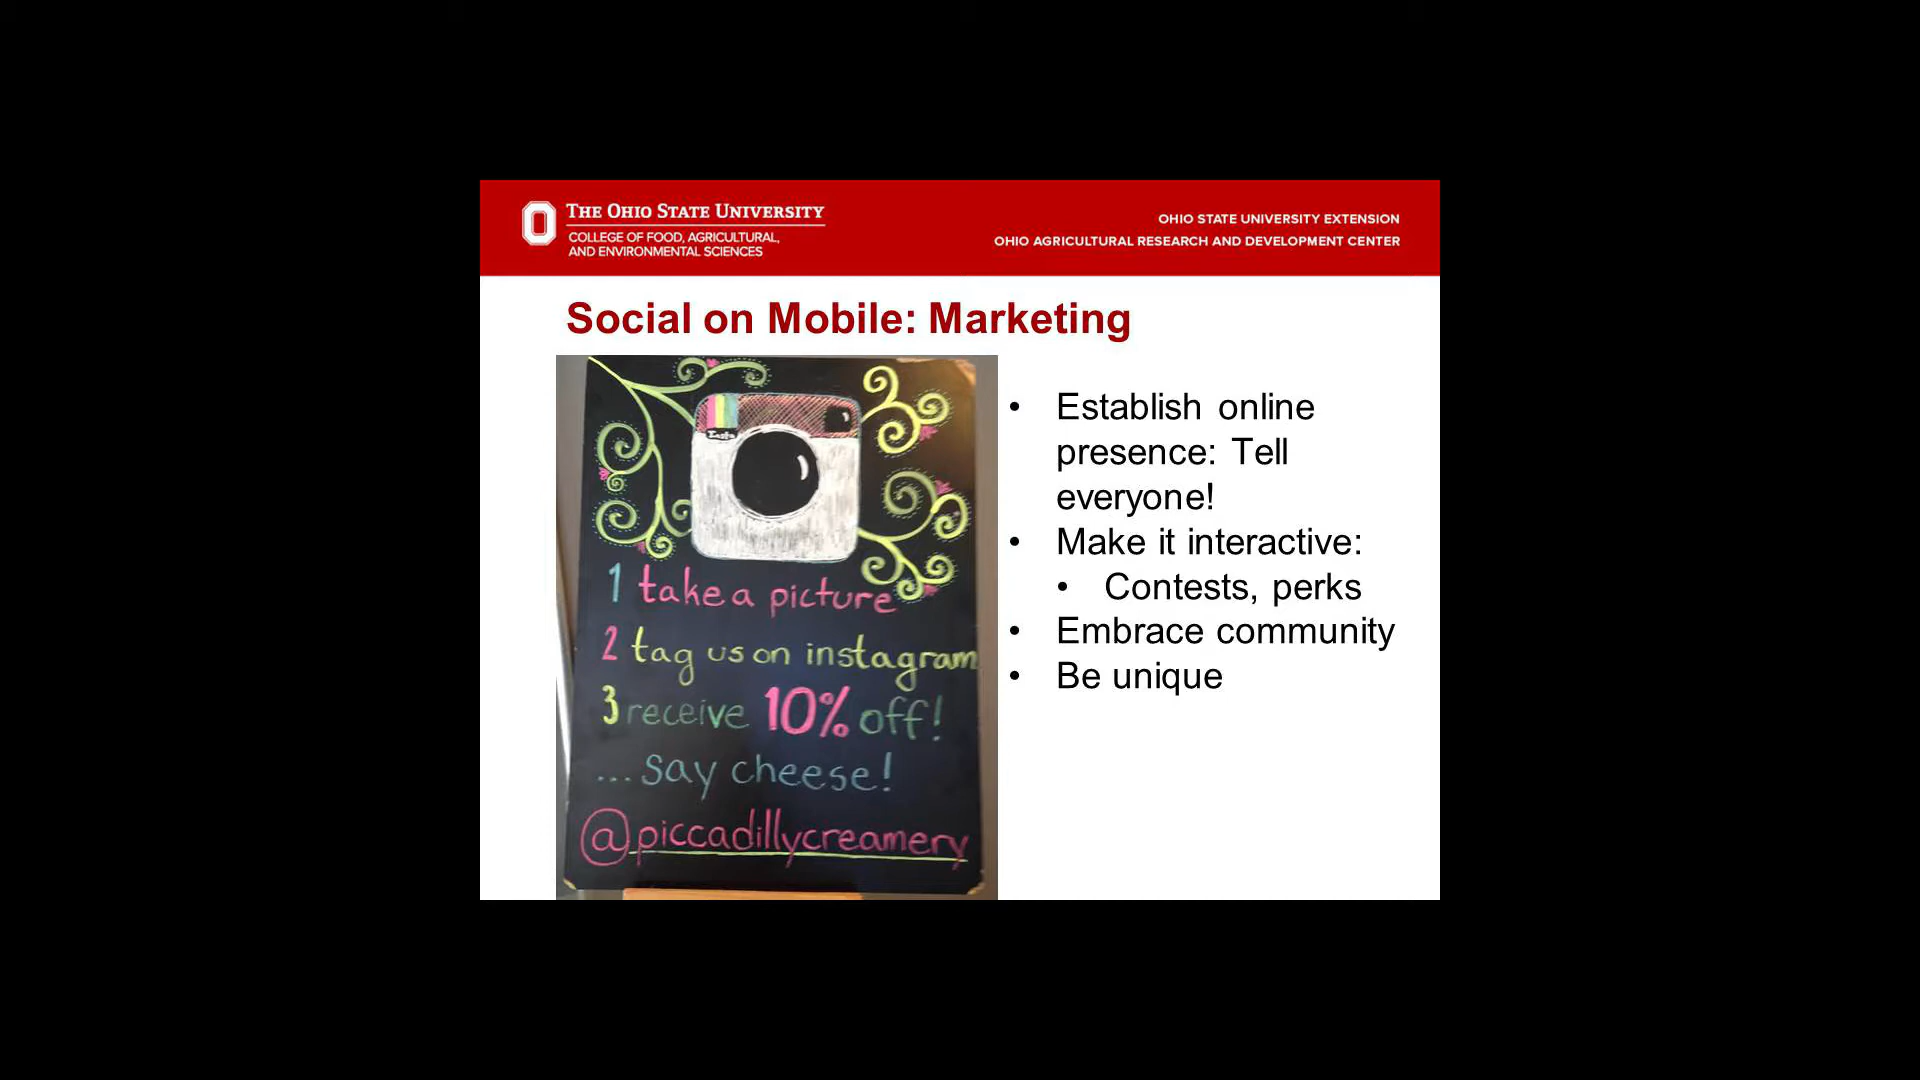 THE OHIO STATE UNIVERSITY
COLLEGE OF FOOD, AGRICULTURAL,
AND ENVIRONMENTAL SCIENCES
OHIO STATE UNIVERSITY EXTENSION
OHIO AGRICULTURAL RESEARCH AND DEVELOPMENT CENTER
Social on Mobile: Marketing
Insta
1 take a picture
2 tag us on instagram
3 receive 10% off!
... say cheese!
@piccadillycreamery
• Establish online
presence: Tell
everyone!
• Make it interactive:
• Contests, perks
• Embrace community
• Be unique